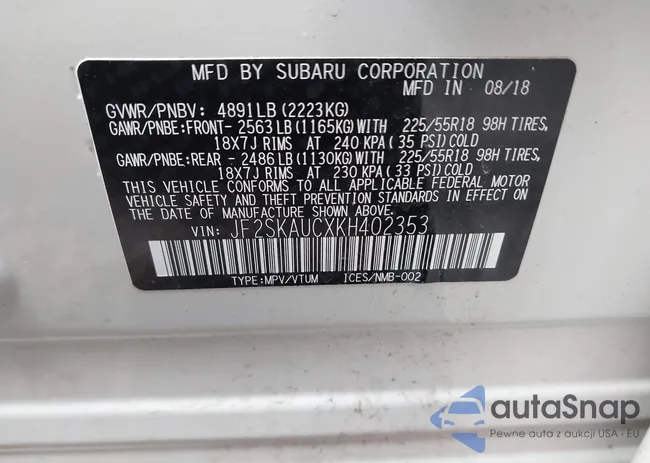 MFD BY SUBARU CORPORATION
MFD IN 08/18
GVWR/PNBV: 4891LB(2223KG)
GAWR/PNBE:FRONT-2563LB(1165KG)WITH 225/55R18 98H TIRES,
18X7J RIMS AT 240 KPA(35 PSI)COLD
GAWR/PNBE:REAR -2486LB(1130KG)WITH 225/55R18 98H TIRES,
18X7J RIMS AT 230 KPA(33 PSI)COLD
THIS VEHICLE CONFORMS TO ALL APPLICABLE FEDERAL MOTOR
VEHICLE SAFETY AND THEFT PREVENTION STANDARDS IN EFFECT
ON THE DATE OF MANUFACTURE SHOWN ABOVE.
VIN: JF2SKAUCXKH402353
TYPE:MPV/VTUM ICES/NMB-002
autaSnap
Pewne auta z aukcji USA i EU